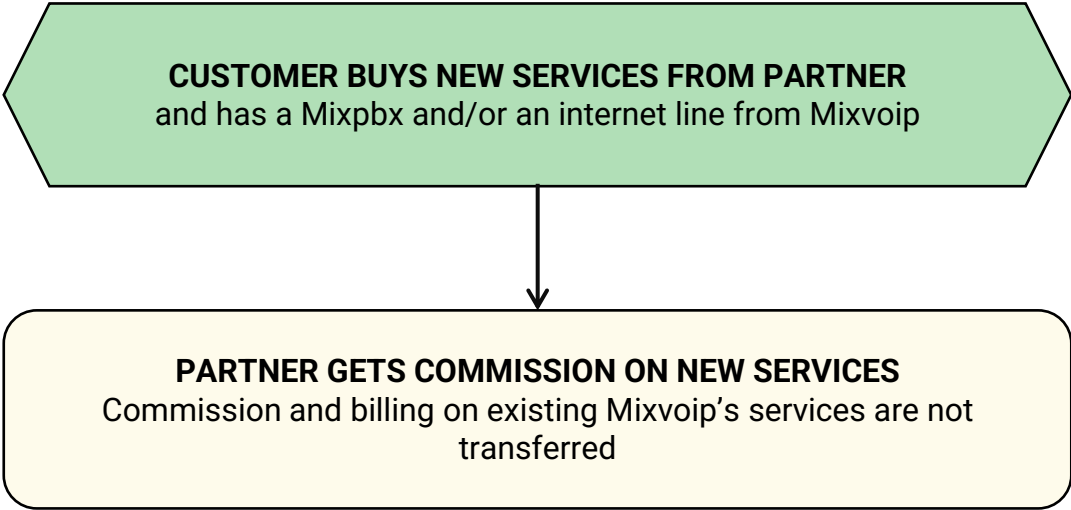 CUSTOMER BUYS NEW SERVICES FROM PARTNER
and has a Mixpbx and/or an internet line from Mixvoip
PARTNER GETS COMMISSION ON NEW SERVICES
Commission and billing on existing Mixvoip’s services are not
transferred